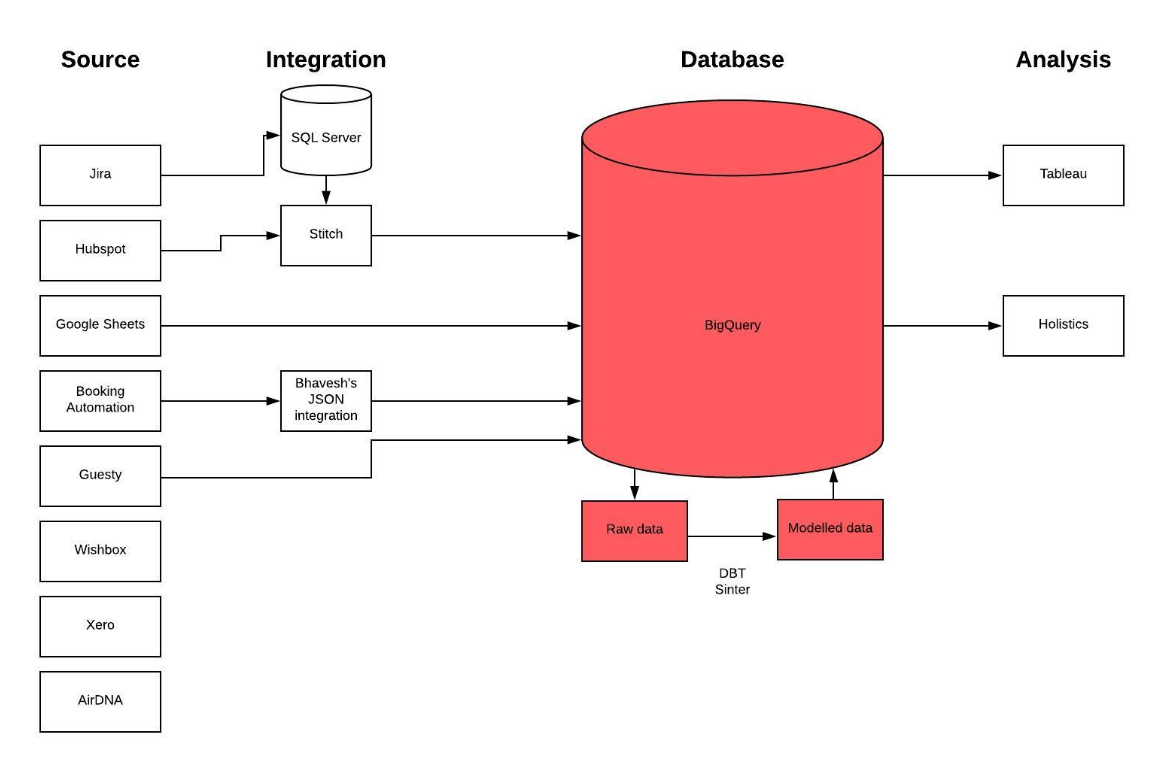 Source
Integration
Database
Analysis
SQL Server
Jira
Tableau
Hubspot
Stitch
Google Sheets
BigQuery
Holistics
Booking
Automation
Bhavesh's
JSON
integration
Guesty
Raw data
Modelled data
Wishbox
DBT
Sinter
Xero
AirDNA